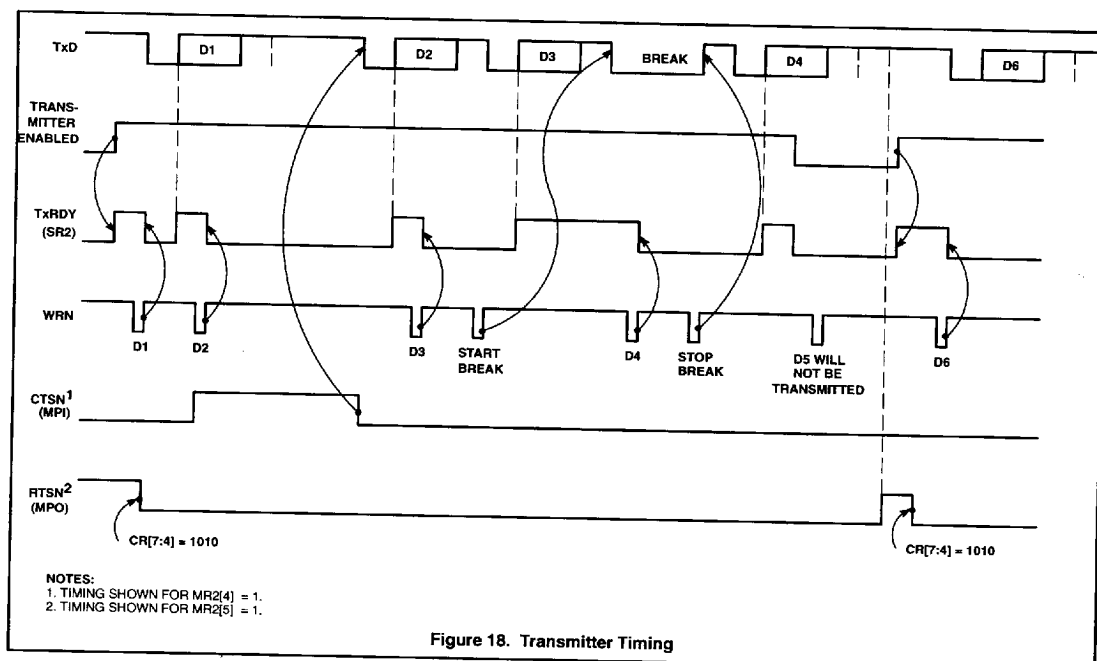 TxD
D1
D2
D3
BREAK
D4
D6
TRANS-
MITTER
ENABLED
TxRDY
(SR2)
WRN
D1
D2
D3
START
BREAK
D4
STOP
BREAK
D5 WILL
NOT BE
TRANSMITTED
D6
CTSN1
(MPI)
RTSN2
(MPO)
CR[7:4] = 1010
CR[7:4] = 1010
NOTES:
1. TIMING SHOWN FOR MR2[4] = 1.
2. TIMING SHOWN FOR MR2[5] = 1.
Figure 18. Transmitter Timing